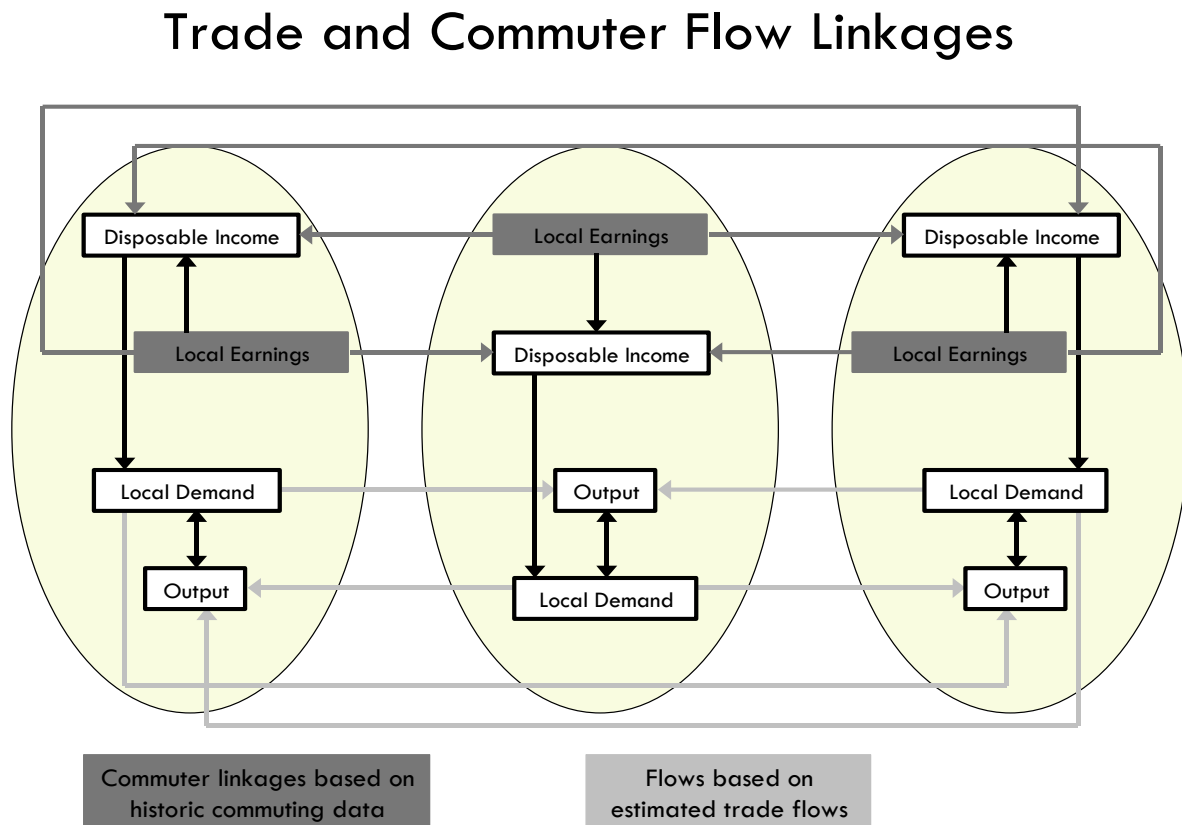 Trade and Commuter Flow Linkages
Disposable Income
Local Earnings
Disposable Income
Local Earnings
Disposable Income
Local Earnings
Local Demand
Output
Local Demand
Output
Local Demand
Output
Commuter linkages based on
historic commuting data
Flows based on
estimated trade flows